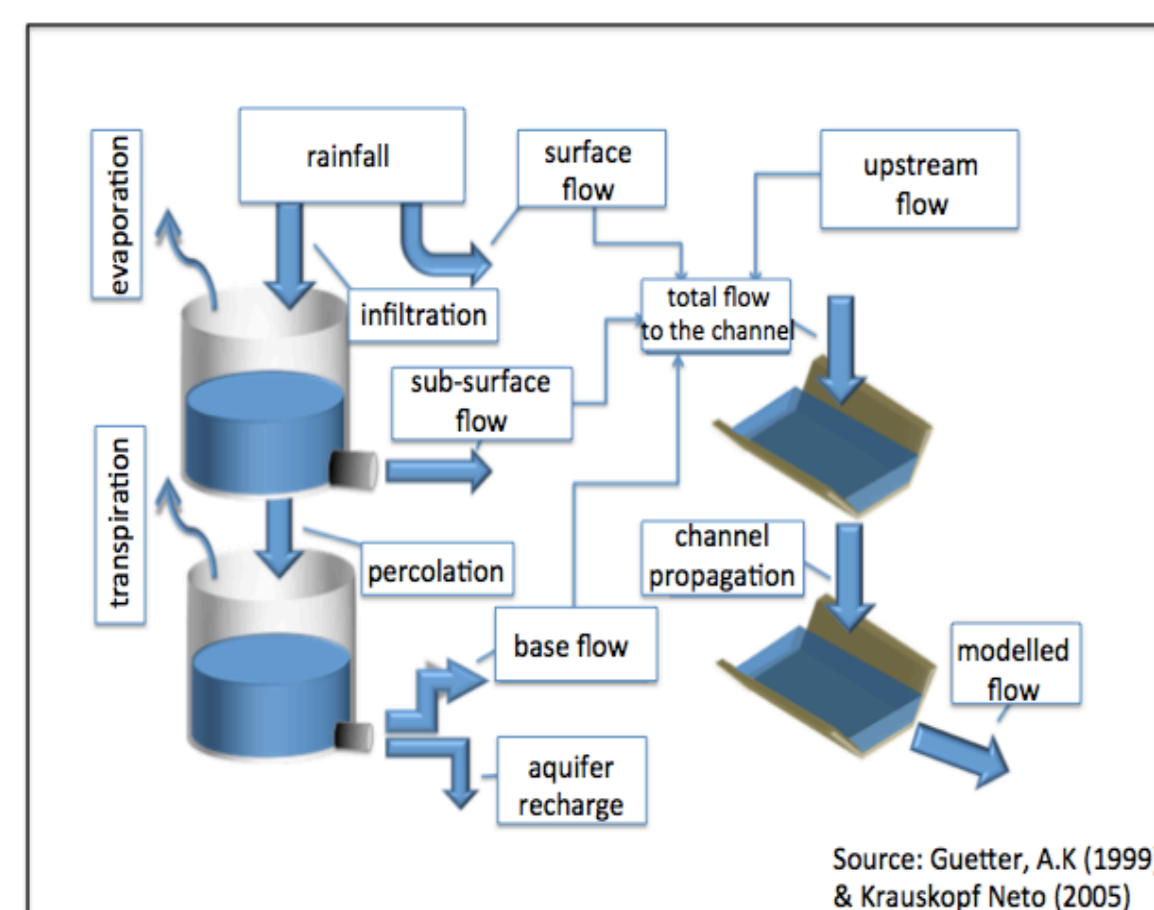 evaporation
rainfall
surface
flow
upstream
flow
infiltration
total flow
to the channel
sub-surface
flow
transpiration
percolation
channel
propagation
base flow
modelled
flow
aquifer
recharge
Source: Guetter, A.K (1999)
& Krauskopf Neto (2005)